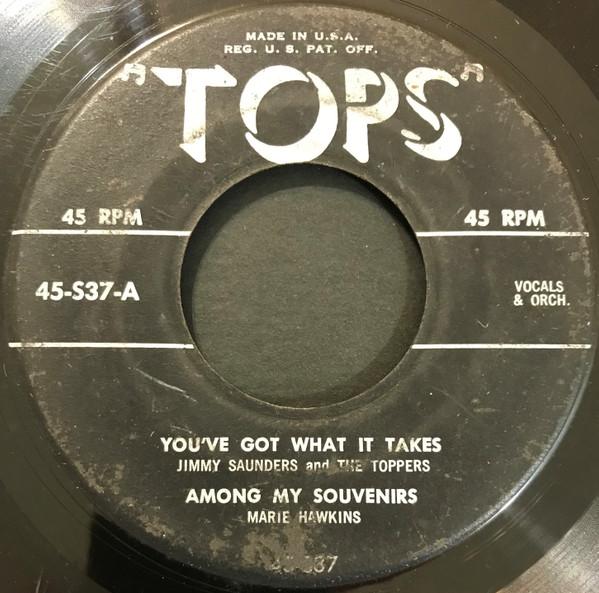 MADE IN U.S.A.
REG. U. S. PAT. OFF.
"TOPS"
45 RPM
45 RPM
45-S37-A
VOCALS
& ORCH.
YOU'VE GOT WHAT IT TAKES
JIMMY SAUNDERS and THE TOPPERS
AMONG MY SOUVENIRS
MARIE HAWKINS